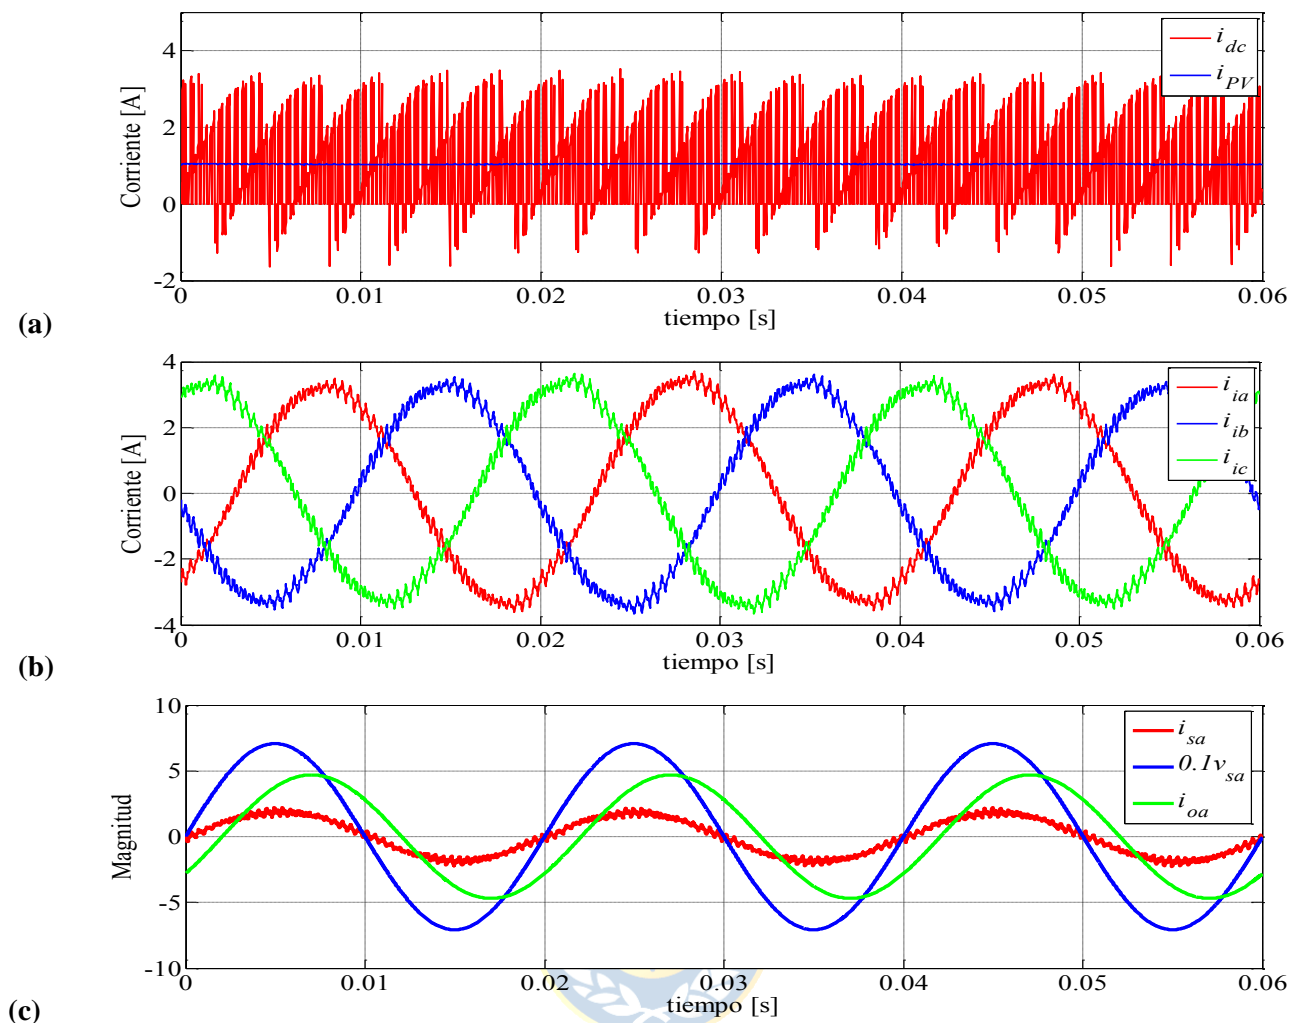 4
2
0
-2
Corriente [A]
i_dc
i_PV
0 0.01 0.02 0.03 0.04 0.05 0.06
tiempo [s]
(a)
4
2
0
-2
-4
Corriente [A]
i_ia
i_ib
i_ic
0 0.01 0.02 0.03 0.04 0.05 0.06
tiempo [s]
(b)
10
5
0
-5
-10
Magnitud
i_sa
0.1v_sa
i_oa
0 0.01 0.02 0.03 0.04 0.05 0.06
tiempo [s]
(c)